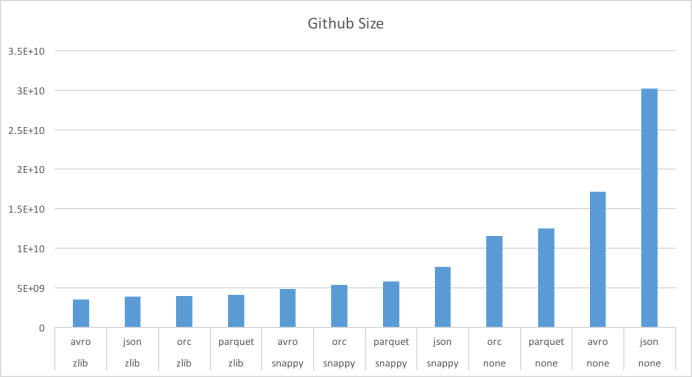 Github Size
3.5E+10
3E+10
2.5E+10
2E+10
1.5E+10
1E+10
5E+09
0
avro json orc parquet avro orc parquet json orc parquet avro json
zlib zlib zlib zlib snappy snappy snappy snappy none none none none